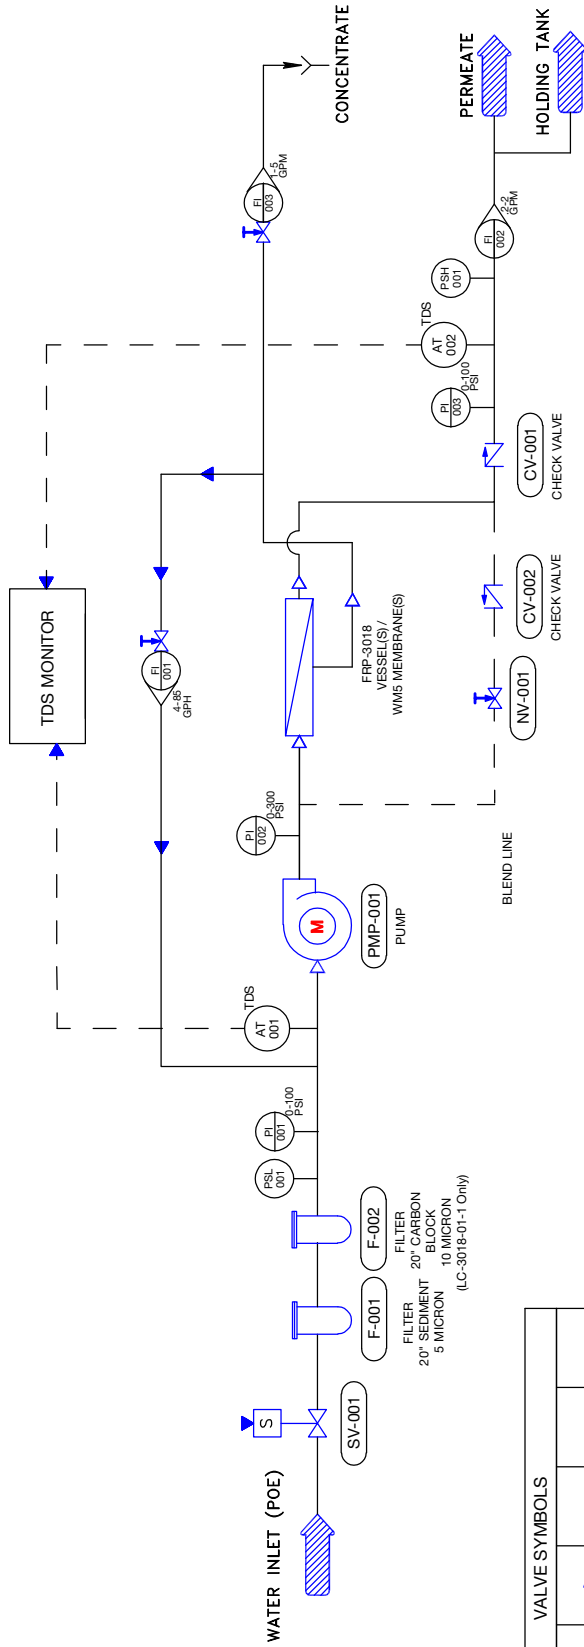 WATER INLET (POE)
S
SV-001
F-001
FILTER
20" SEDIMENT
5 MICRON
F-002
FILTER
20" CARBON
BLOCK
10 MICRON
(LC-3018-01-1 Only)
PSL
001
PI
001
0-100
PSI
AT
001
TDS
M
PMP-001
PUMP
PI
002
0-300
PSI
FRP-3018
VESSEL(S)/
WM5 MEMBRANE(S)
TDS MONITOR
FI
001
4-85
GPH
FI
003
1-5
GPM
CONCENTRATE
BLEND LINE
NV-001
CV-002
CHECK VALVE
CV-001
CHECK VALVE
PI
003
0-100
PSI
AT
002
TDS
PSH
001
FI
002
.2-2
GPM
PERMEATE
HOLDING TANK
VALVE SYMBOLS